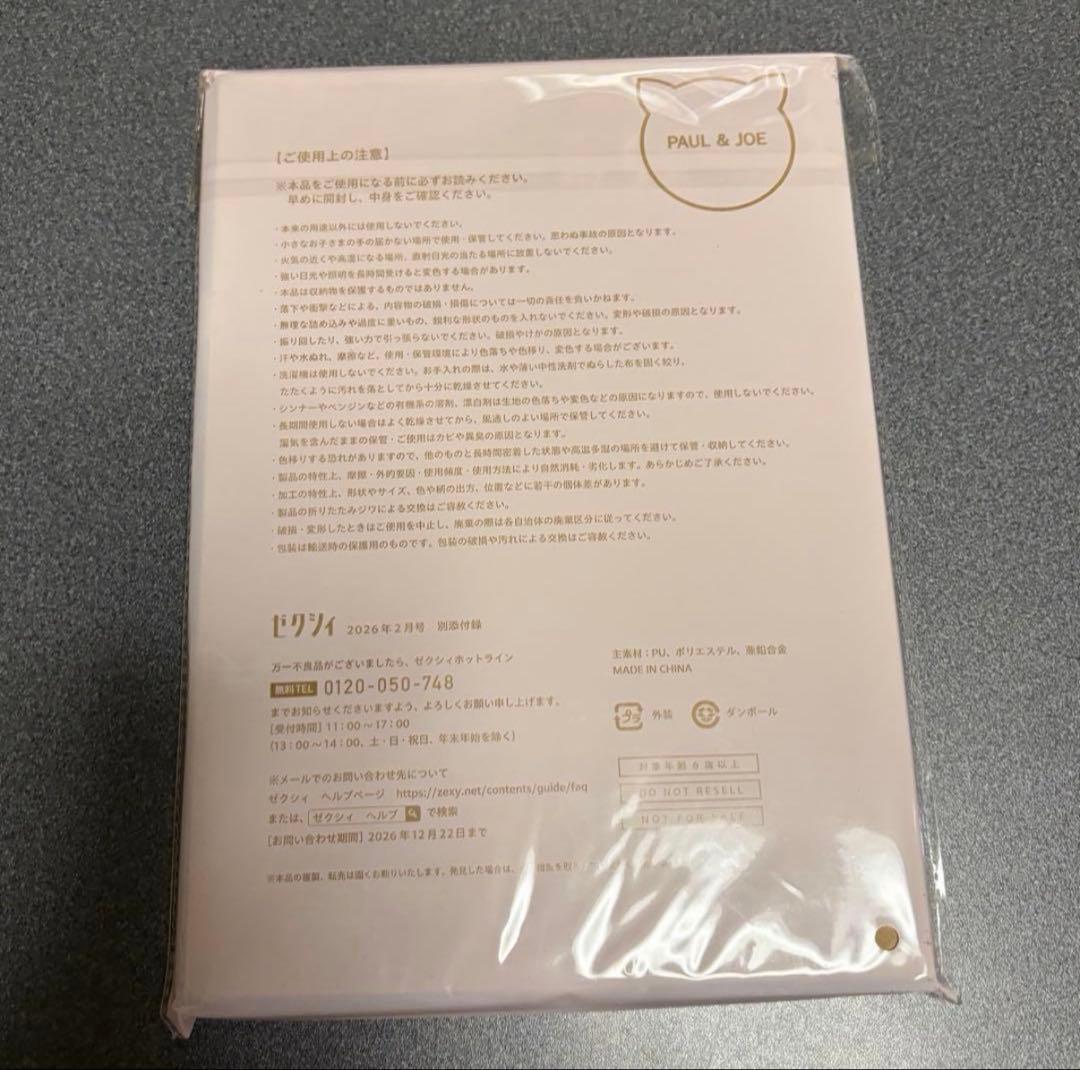 PAUL & JOE
【ご使用上の注意】
※本品をご使用になる前に必ずお読みください。
早めに開封し、中身をご確認ください。
・本来の用途以外には使用しないでください。
・小さなお子さまの手の届かない場所で使用・保管してください。思わぬ事故の原因となります。
・火気の近くや高温になる場所、直射日光の当たる場所に放置しないでください。
・強い日光や照明を長時間受けると変色する場合があります。
・本品は収納物を保護するものではありません。
・落下や衝撃などによる、内容物の破損・損傷については一切の責任を負いかねます。
・無理な詰め込みや過度に重いもの、鋭利な形状のものを入れないでください。変形や破損の原因となります。
・振り回したり、強い力で引っ張らないでください。破損やけがの原因となります。
・汗や水ぬれ、摩擦など、使用・保管環境により色落ちや色移り、変色する場合がございます。
・洗濯機は使用しないでください。お手入れの際は、水や薄い中性洗剤でぬらした布を固く絞り、
たたくように汚れを落としてから十分に乾燥させてください。
・シンナーやベンジンなどの有機系の溶剤、漂白剤は生地の色落ちや変色などの原因になりますので、使用しないでください。
・長期間使用しない場合はよく乾燥させてから、風通しのよい場所で保管してください。
湿気を含んだままの保管・ご使用はカビや異臭の原因となります。
・色移りする恐れがありますので、他のものと長時間密着した状態や高温多湿の場所を避けて保管・収納してください。
・製品の特性上、摩擦・外的要因・使用頻度・使用方法により自然消耗・劣化します。あらかじめご了承ください。
・加工の特性上、形状やサイズ、色や柄の出方、位置などに若干の個体差があります。
・製品の折りたたみジワによる交換はご容赦ください。
・破損・変形したときはご使用を中止し、廃棄の際は各自治体の廃棄区分に従ってください。
・包装は輸送時の保護用のものです。包装の破損や汚れによる交換はご容赦ください。
ゼクシィ 2026年2月号 別添付録
万一不良品がございましたら、ゼクシィホットライン
無料TEL 0120-050-748
までお知らせくださいますよう、よろしくお願い申し上げます。
[受付時間] 11:00~17:00
(13:00~14:00、土・日・祝日、年末年始を除く)
※メールでのお問い合わせ先について
ゼクシィ ヘルプページ https://zexy.net/contents/guide/faq
または、ゼクシィ ヘルプ で検索
[お問い合わせ期間] 2026年12月22日まで
※本品の複製、転売は固くお断りいたします。発見した場合は、
主素材:PU、ポリエステル、亜鉛合金
MADE IN CHINA
プラ 外装 ダンボール
対象年齢6歳以上
DO NOT RESELL
NOT FOR SALE